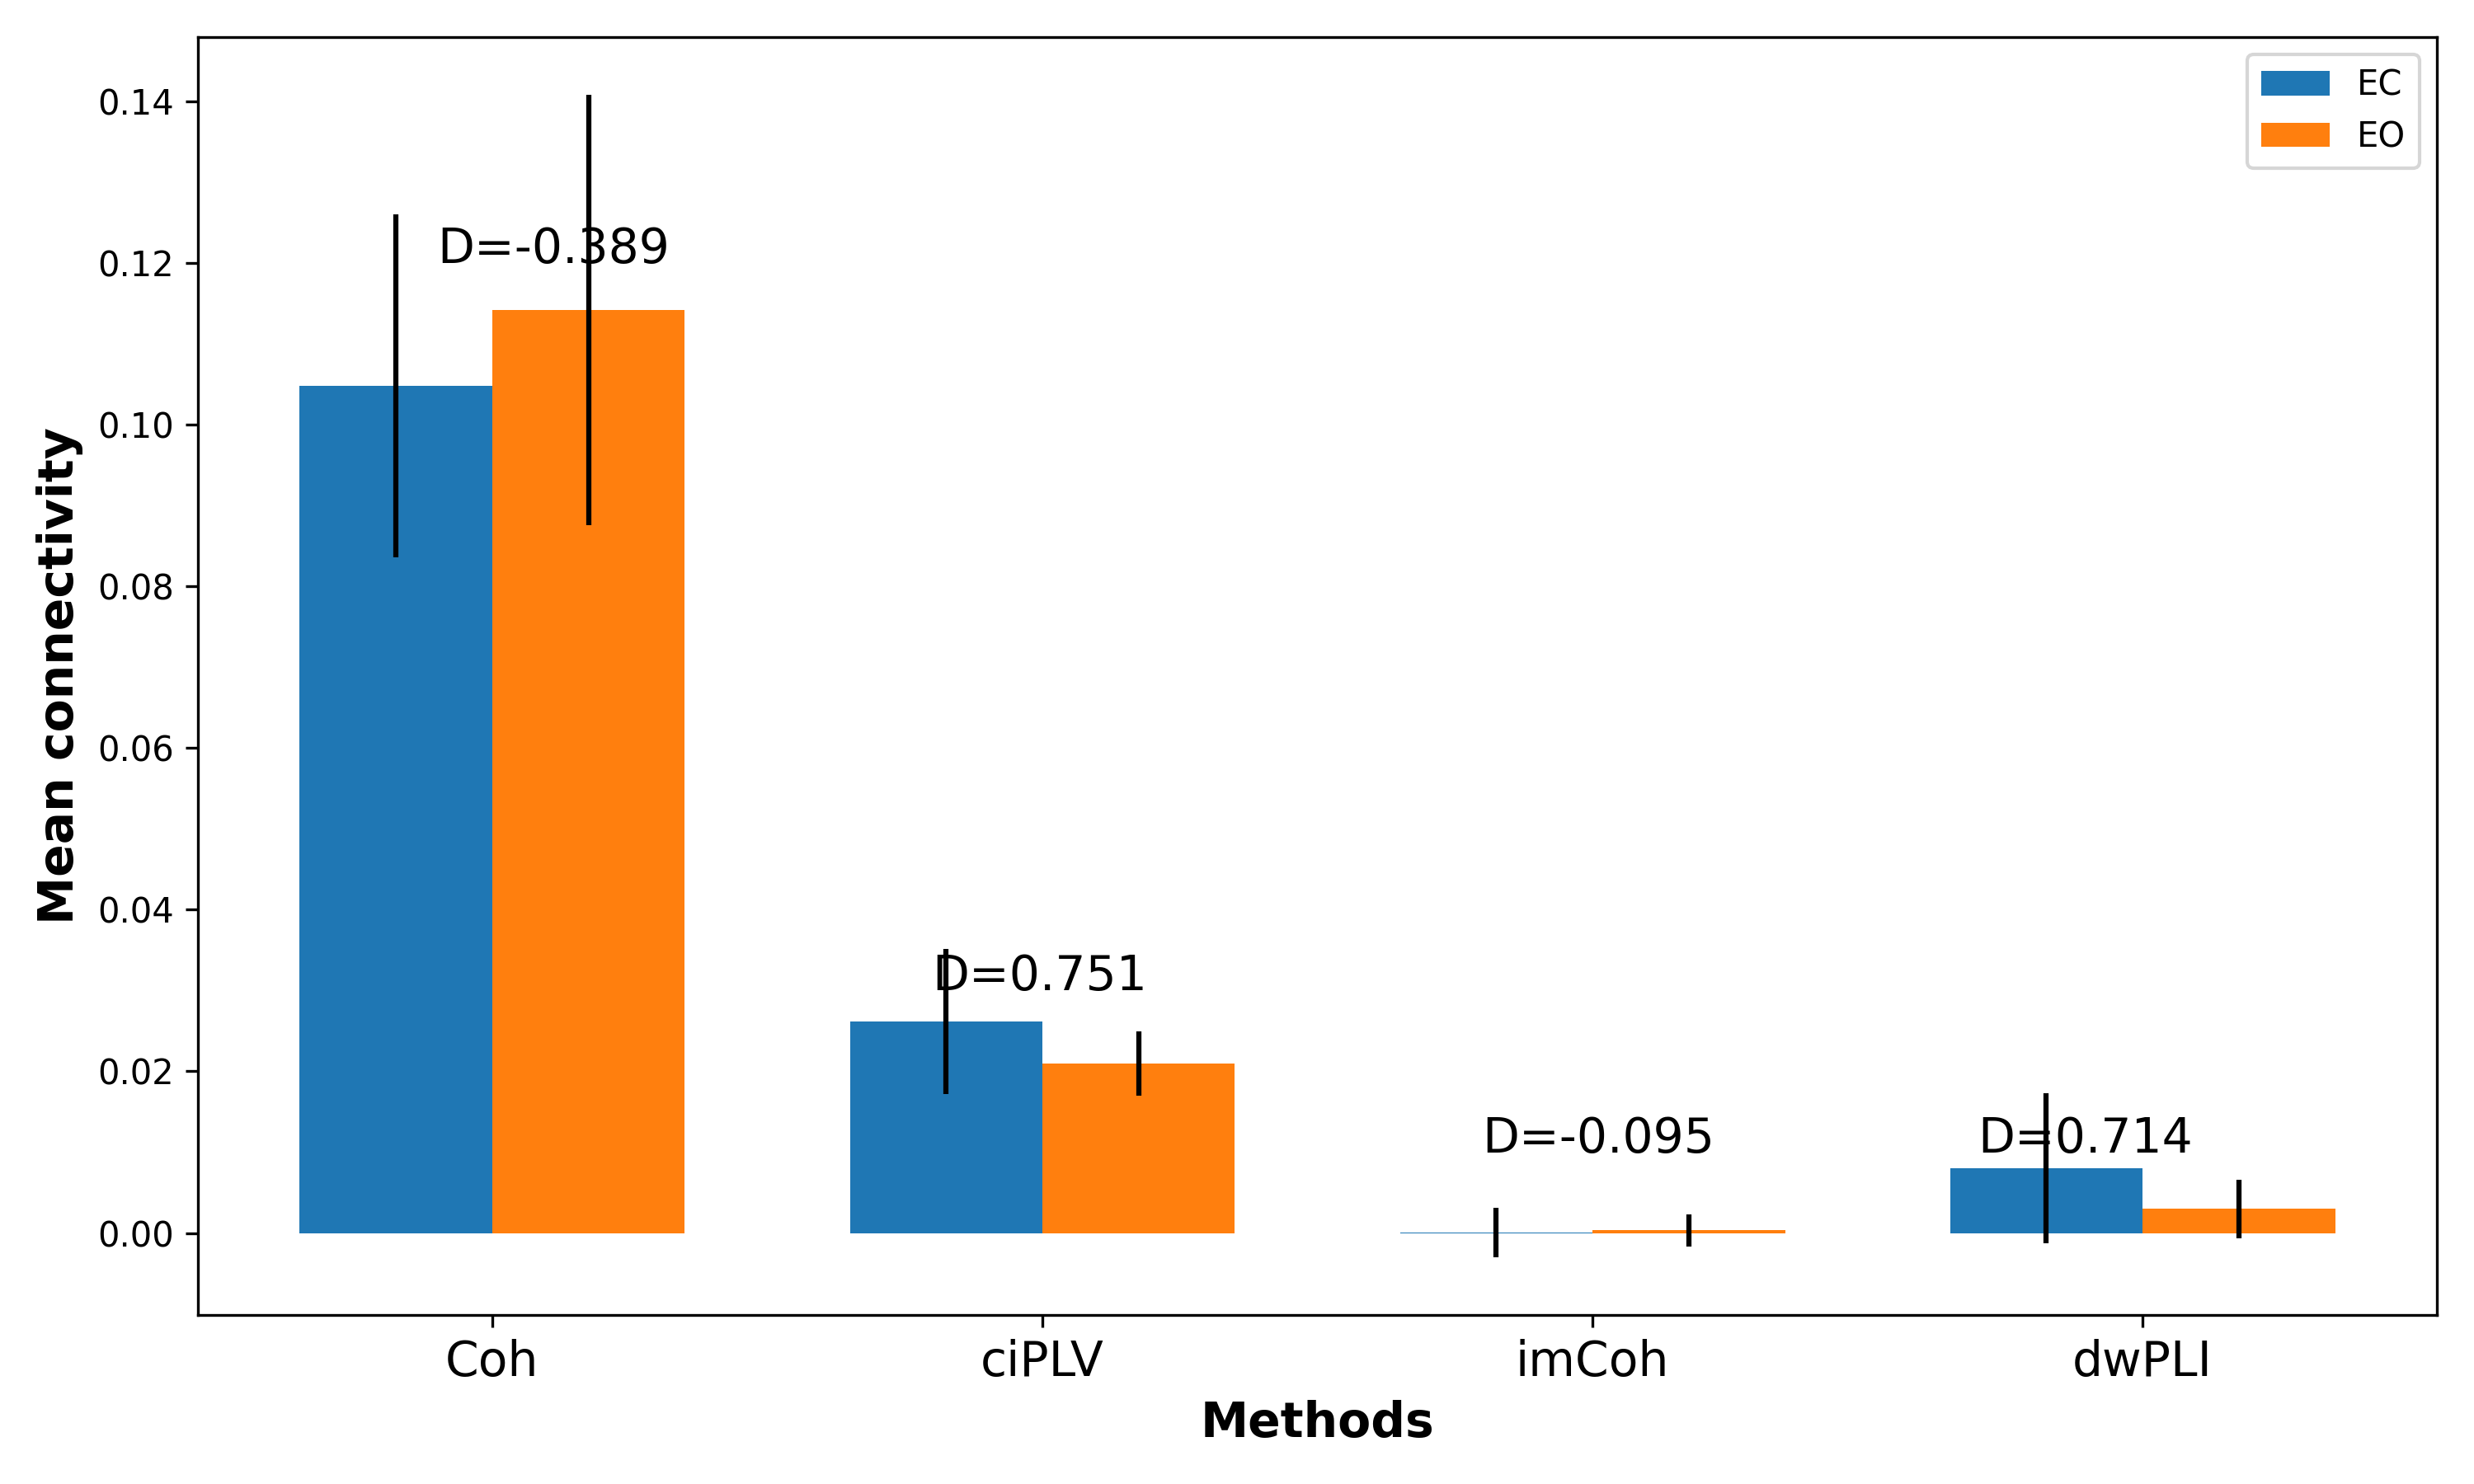 EC
EO
0.14
0.12
0.10
0.08
0.06
0.04
0.02
0.00
Mean connectivity
D=-0.389
D=0.751
D=-0.095
D=0.714
Coh
ciPLV
imCoh
dwPLI
Methods